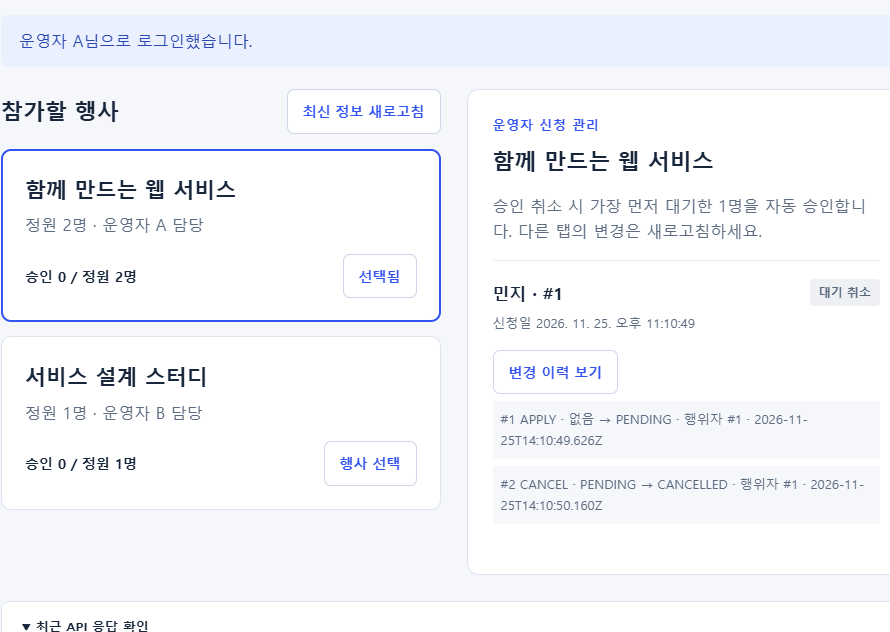 운영자 A님으로 로그인했습니다.
참가할 행사
최신 정보 새로고침
함께 만드는 웹 서비스
정원 2명 · 운영자 A 담당
승인 0 / 정원 2명
선택됨
서비스 설계 스터디
정원 1명 · 운영자 B 담당
승인 0 / 정원 1명
행사 선택
운영자 신청 관리
함께 만드는 웹 서비스
승인 취소 시 가장 먼저 대기한 1명을 자동 승인합니
다. 다른 탭의 변경은 새로고침하세요.
민지 · #1
대기 취소
신청일 2026. 11. 25. 오후 11:10:49
변경 이력 보기
#1 APPLY · 없음 → PENDING · 행위자 #1 · 2026-11-
25T14:10:49.626Z
#2 CANCEL · PENDING → CANCELLED · 행위자 #1 · 2026-11-
25T14:10:50.160Z
▼ 최근 API 응답 확인